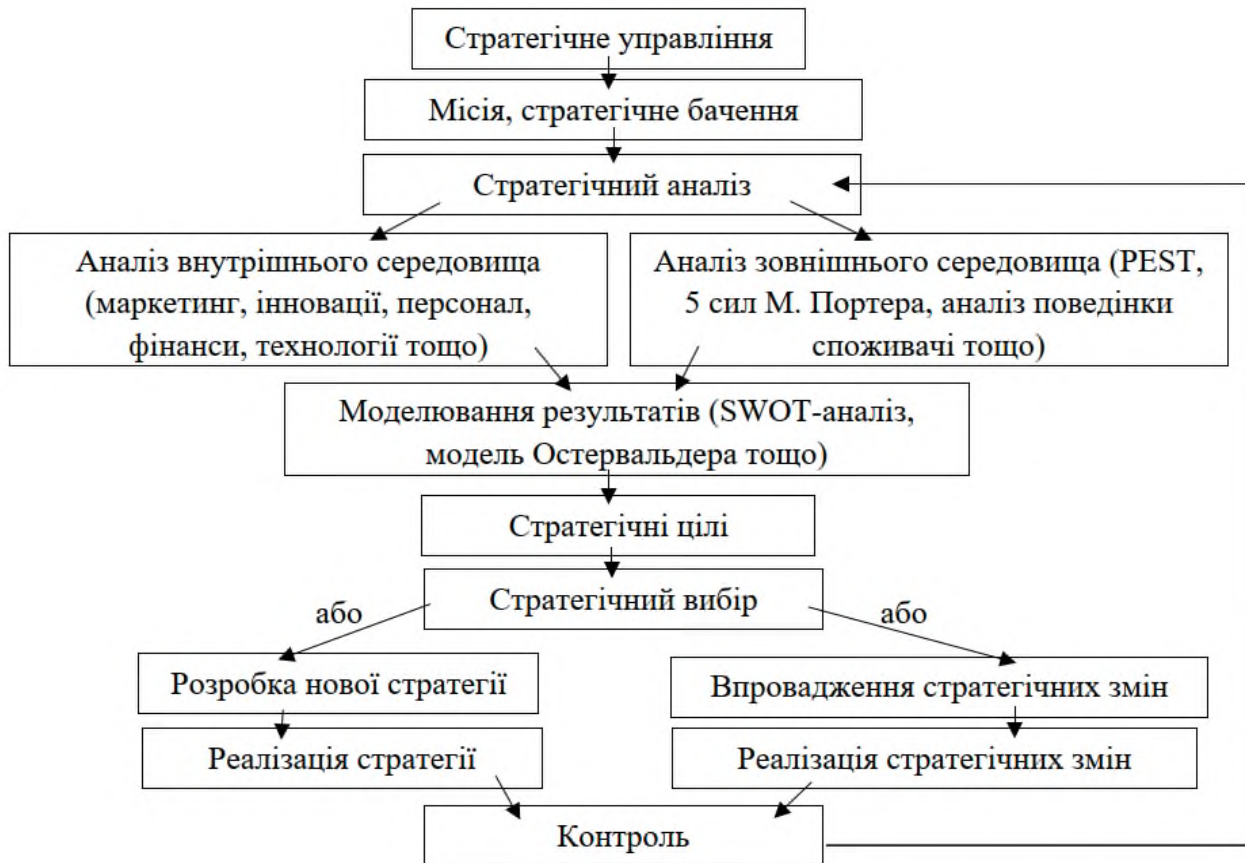 Стратегічне управління
Місія, стратегічне бачення
Стратегічний аналіз
Аналіз внутрішнього середовища
(маркетинг, інновації, персонал,
фінанси, технології тощо)
Аналіз зовнішнього середовища (PEST,
5 сил М. Портера, аналіз поведінки
споживачі тощо)
Моделювання результатів (SWOT-аналіз,
модель Остервальдера тощо)
Стратегічні цілі
Стратегічний вибір
або
або
Розробка нової стратегії
Впровадження стратегічних змін
Реалізація стратегії
Реалізація стратегічних змін
Контроль